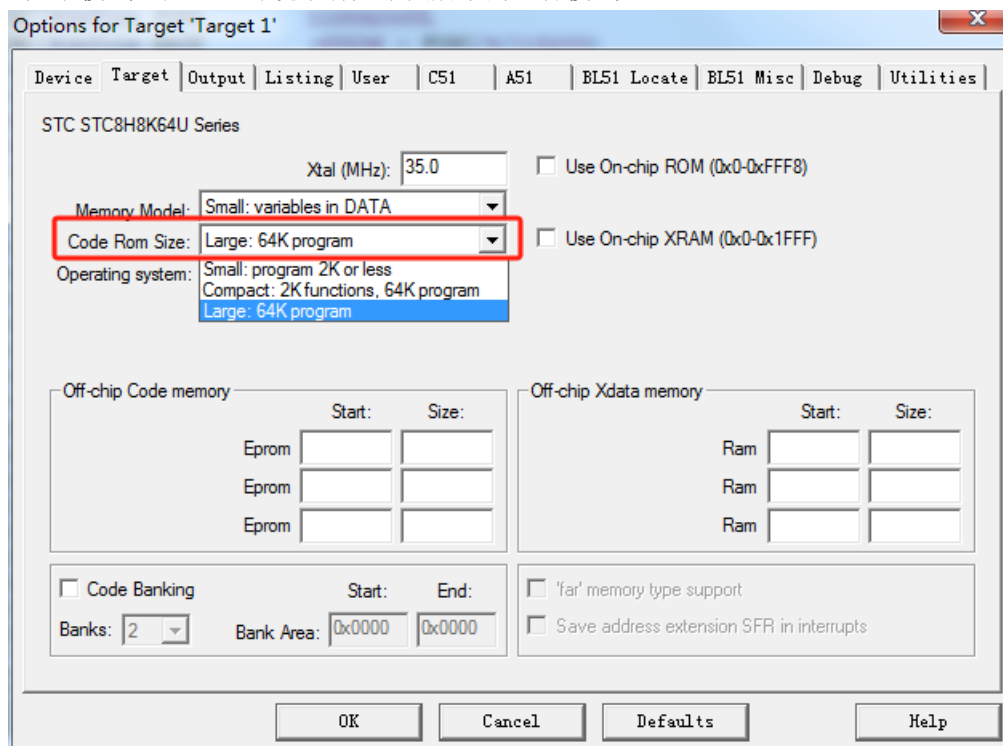 Options for Target 'Target 1'
X
Device Target Output Listing User C51 A51 BL51 Locate BL51 Misc Debug Utilities
STC STC8H8K64U Series
Xtal (MHz): 35.0 Use On-chip ROM (0x0-0xFFF8)
Memory Model: Small: variables in DATA
Code Rom Size: Large: 64K program Use On-chip XRAM (0x0-0x1FFF)
Operating system: Small: program 2K or less
Compact: 2K functions, 64K program
Large: 64K program
Off-chip Code memory
Start: Size:
Eprom
Eprom
Eprom
Off-chip Xdata memory
Start: Size:
Ram
Ram
Ram
Code Banking Start: End:
Banks: 2 Bank Area: 0x0000 0x0000
'far' memory type support
Save address extension SFR in interrupts
OK Cancel Defaults Help